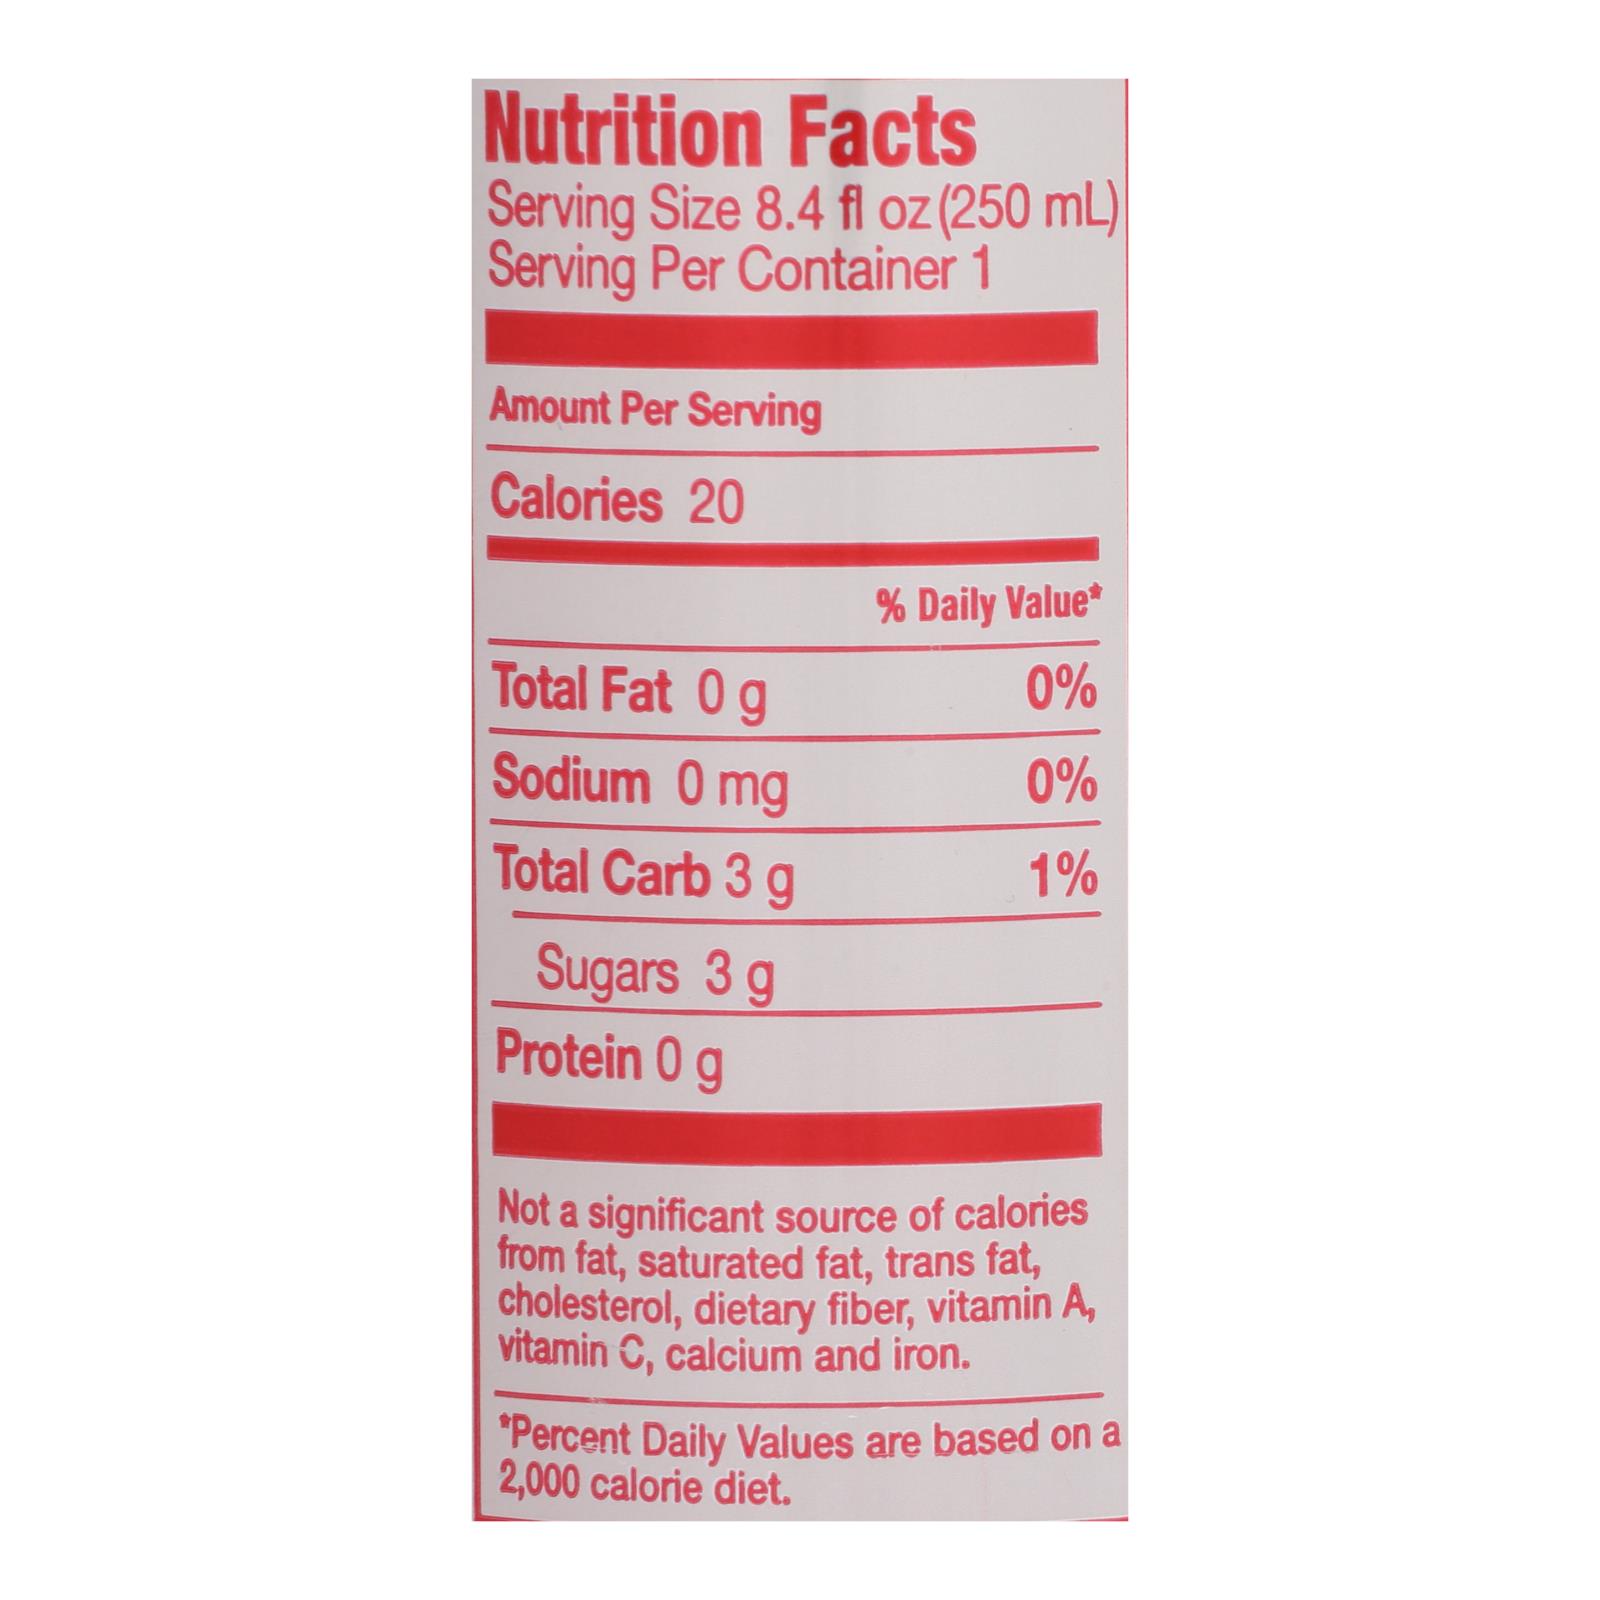 Nutrition Facts
Serving Size 8.4 fl oz (250 mL)
Serving Per Container 1
Amount Per Serving
Calories 20
% Daily Value*
Total Fat 0 g 0%
Sodium 0 mg 0%
Total Carb 3 g 1%
Sugars 3 g
Protein 0 g
Not a significant source of calories
from fat, saturated fat, trans fat,
cholesterol, dietary fiber, vitamin A,
vitamin C, calcium and iron.
*Percent Daily Values are based on a
2,000 calorie diet.